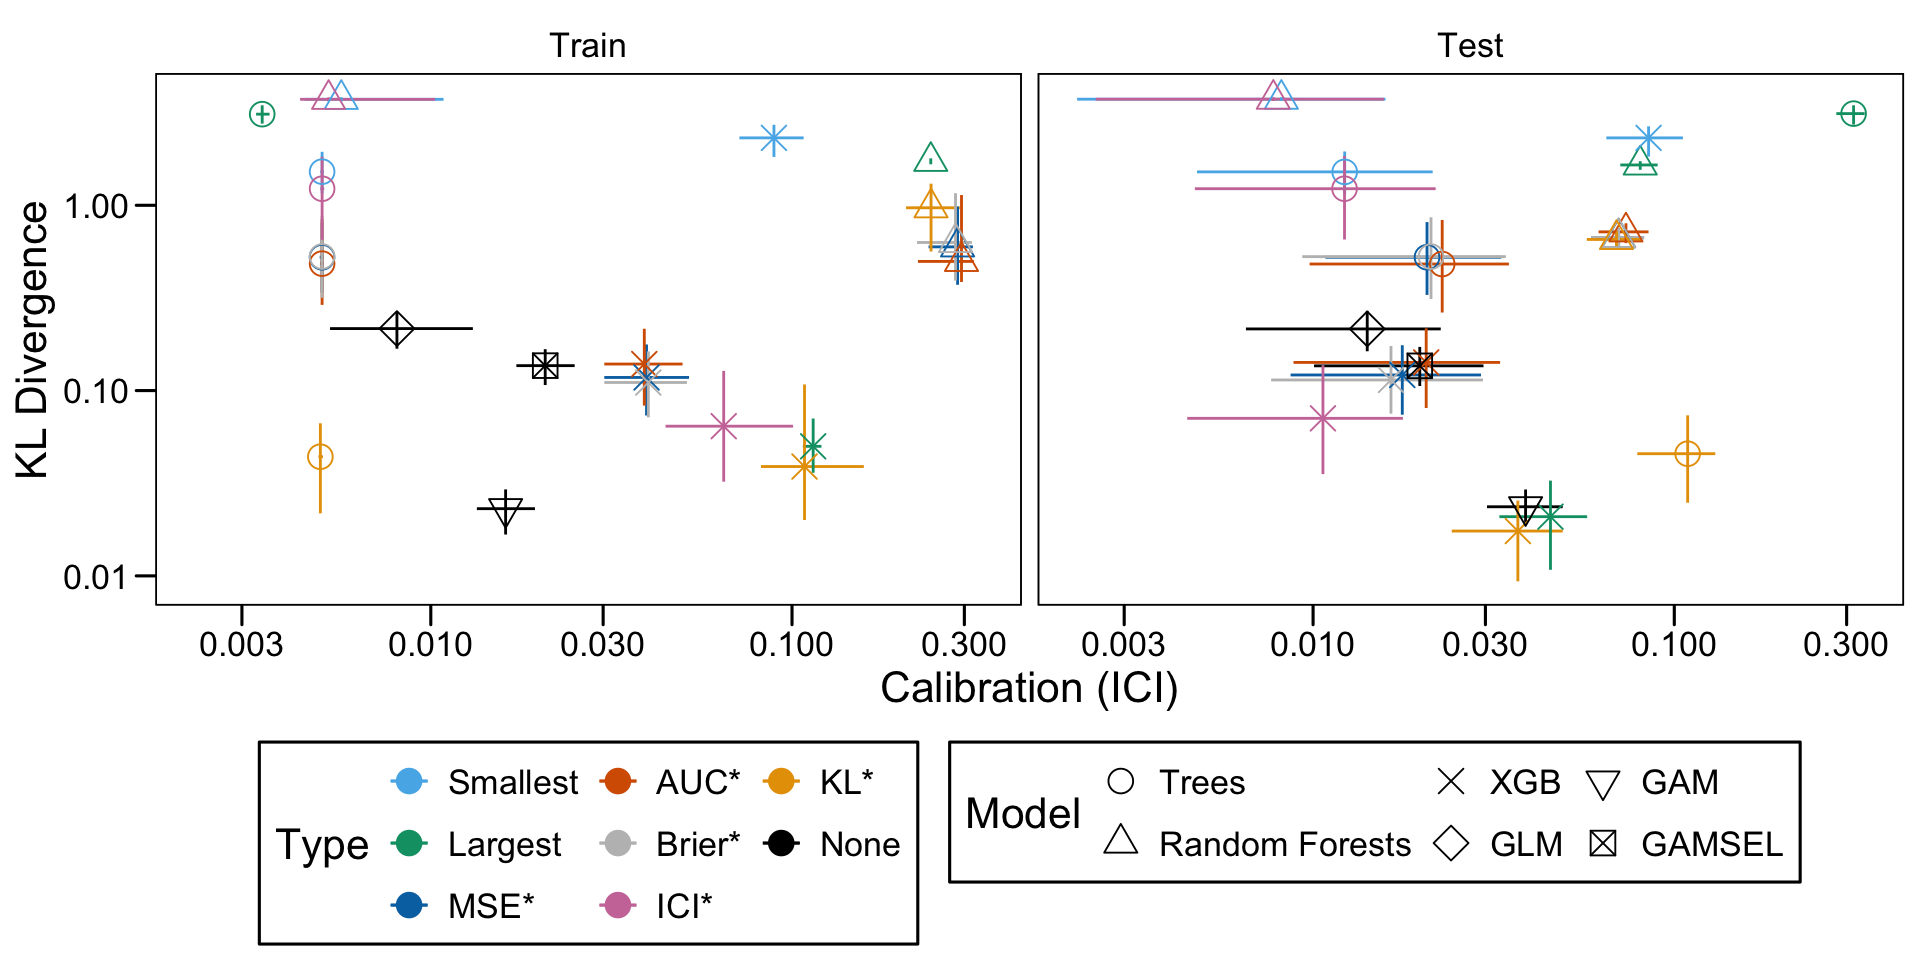 Train
Test
KL Divergence
1.00
0.10
0.01
0.003 0.010 0.030 0.100 0.300
0.003 0.010 0.030 0.100 0.300
Calibration (ICI)
Type
Smallest AUC* KL*
Largest Brier* None
MSE* ICI*
Model
Trees XGB GAM
Random Forests GLM GAMSEL